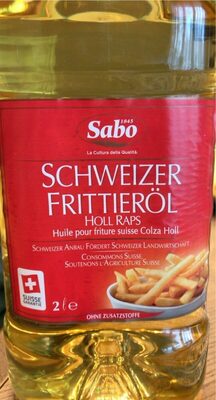 1845
Sabo
La Cultura della Qualità.
SCHWEIZER
FRITTIERÖL
HOLL RAPS
Huile pour friture suisse Colza Holl
SCHWEIZER ANBAU FÖRDERT SCHWEIZER LANDWIRTSCHAFT
CONSOMMONS SUISSE
SOUTENONS L'AGRICULTURE SUISSE
SUISSE
GARANTIE
2 l e
OHNE ZUSATZSTOFFE